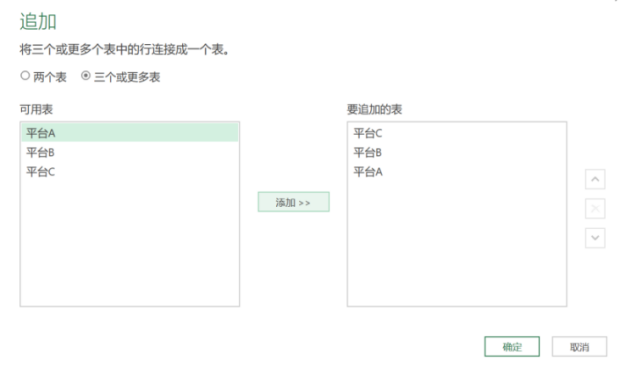 追加
将三个或更多个表中的行连接成一个表。
两个表 三个或更多表
可用表
平台A
平台B
平台C
添加 >>
要追加的表
平台C
平台B
平台A
确定 取消